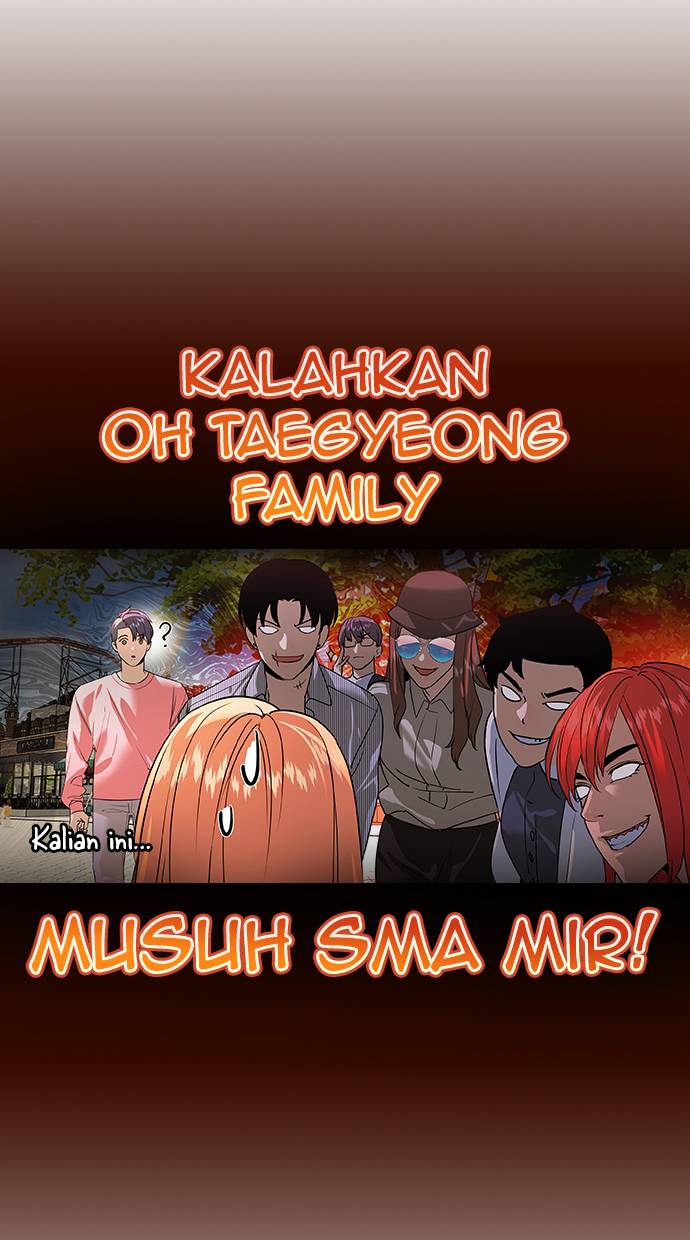 KALAHKAN
OH TAEGYEONG
FAMILY
?
Kalian ini...
MUSUH SMA MIR!